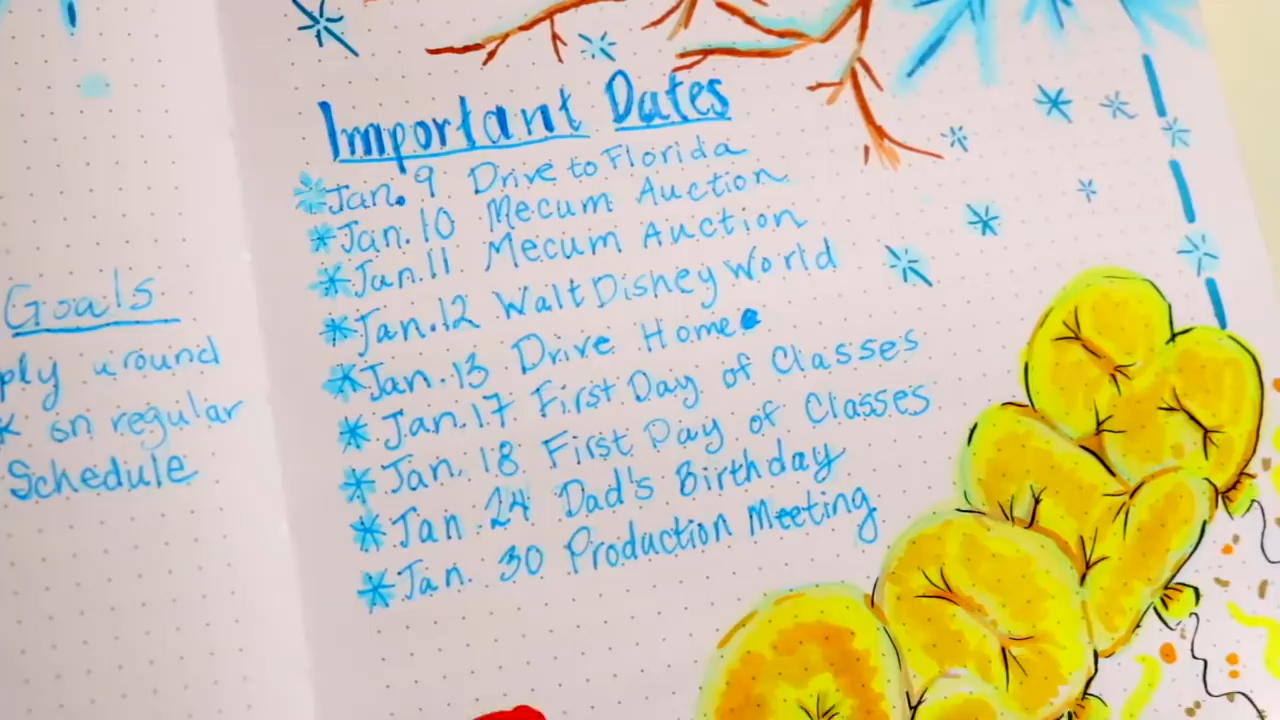 Goals
ply uround
K on regular
Schedule
Important Dates
Jan. 9 Drive to Florida
Jan. 10 Mecum Auction
Jan. 11 Mecum Auction
Jan. 12 Walt Disney World
Jan. 13 Drive Home
Jan. 17 First Day of Classes
Jan. 18 First Day of Classes
Jan. 24 Dad's Birthday
Jan. 30 Production Meeting